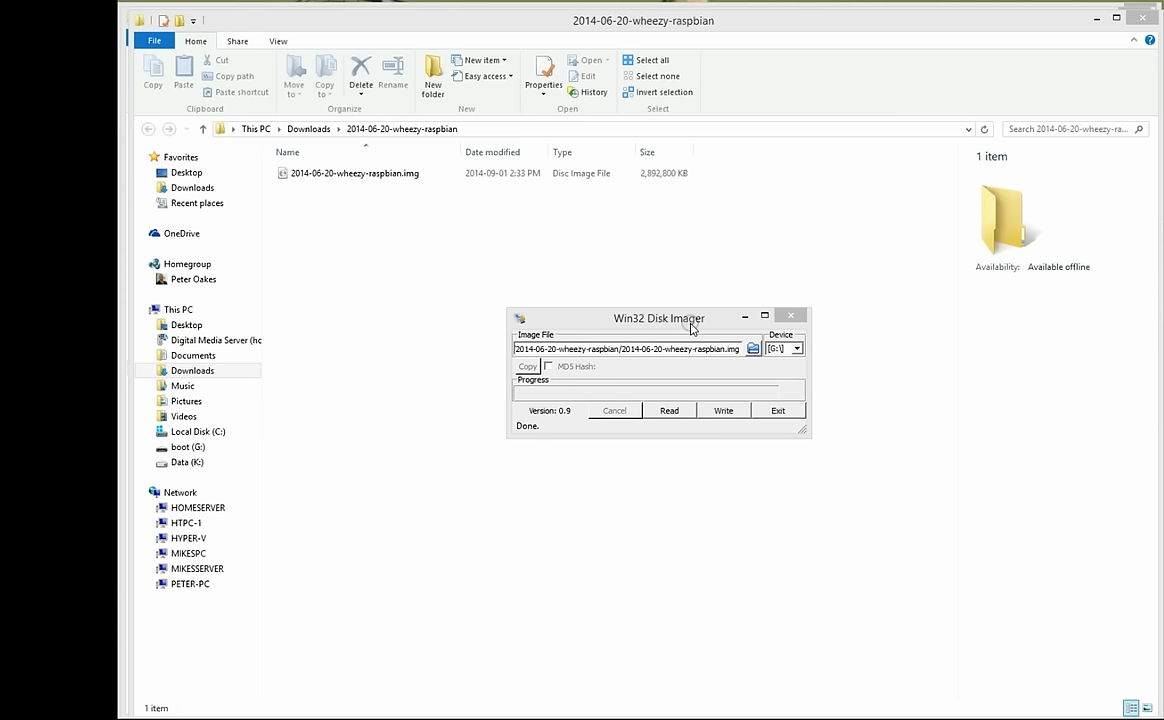 2014-06-20-wheezy-raspbian
File Home Share View
Copy Paste Cut Copy path Paste shortcut Move to Copy to Delete Rename New folder New item Easy access Properties Open Edit History Select all Select none Invert selection
Clipboard Organize New Open Select
This PC Downloads 2014-06-20-wheezy-raspbian Search 2014-06-20-wheezy-ra...
Name Date modified Type Size
2014-06-20-wheezy-raspbian.img 2014-09-01 2:33 PM Disc Image File 2,892,800 KB
Favorites
Desktop
Downloads
Recent places
OneDrive
Homegroup
Peter Oakes
This PC
Desktop
Digital Media Server (hc
Documents
Downloads
Music
Pictures
Videos
Local Disk (C:)
boot (G:)
Data (K:)
Network
HOMESERVER
HTPC-1
HYPER-V
MIKESPC
MIKESSERVER
PETER-PC
1 item
Availability: Available offline
Win32 Disk Imager
Image File Device
2014-06-20-wheezy-raspbian/2014-06-20-wheezy-raspbian.img [G:\]
Copy MD5 Hash:
Progress
Version: 0.9 Cancel Read Write Exit
Done.
1 item